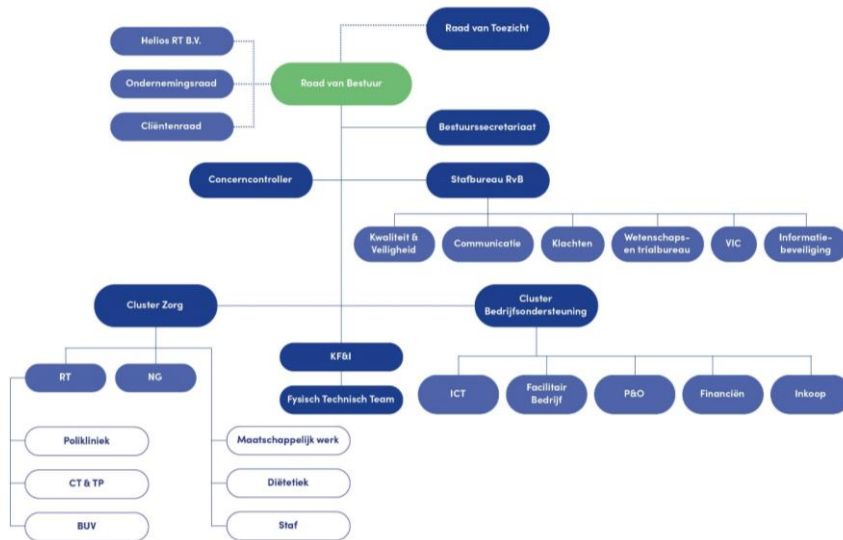 Raad van Toezicht
Helios RT B.V.
Raad van Bestuur
Ondernemingsraad
Cliëntenraad
Bestuurssecretariaat
Concerncontroller
Stafbureau RvB
Kwaliteit &
Veiligheid
Communicatie
Klachten
Wetenschaps-
en trialbureau
VIC
Informatie-
beveiliging
Cluster Zorg
Cluster
Bedrijfsondersteuning
KF&I
Fysisch Technisch Team
RT
NG
ICT
Facilitair
Bedrijf
P&O
Financiën
Inkoop
Polikliniek
CT & TP
BUV
Maatschappelijk werk
Diëtetiek
Staf